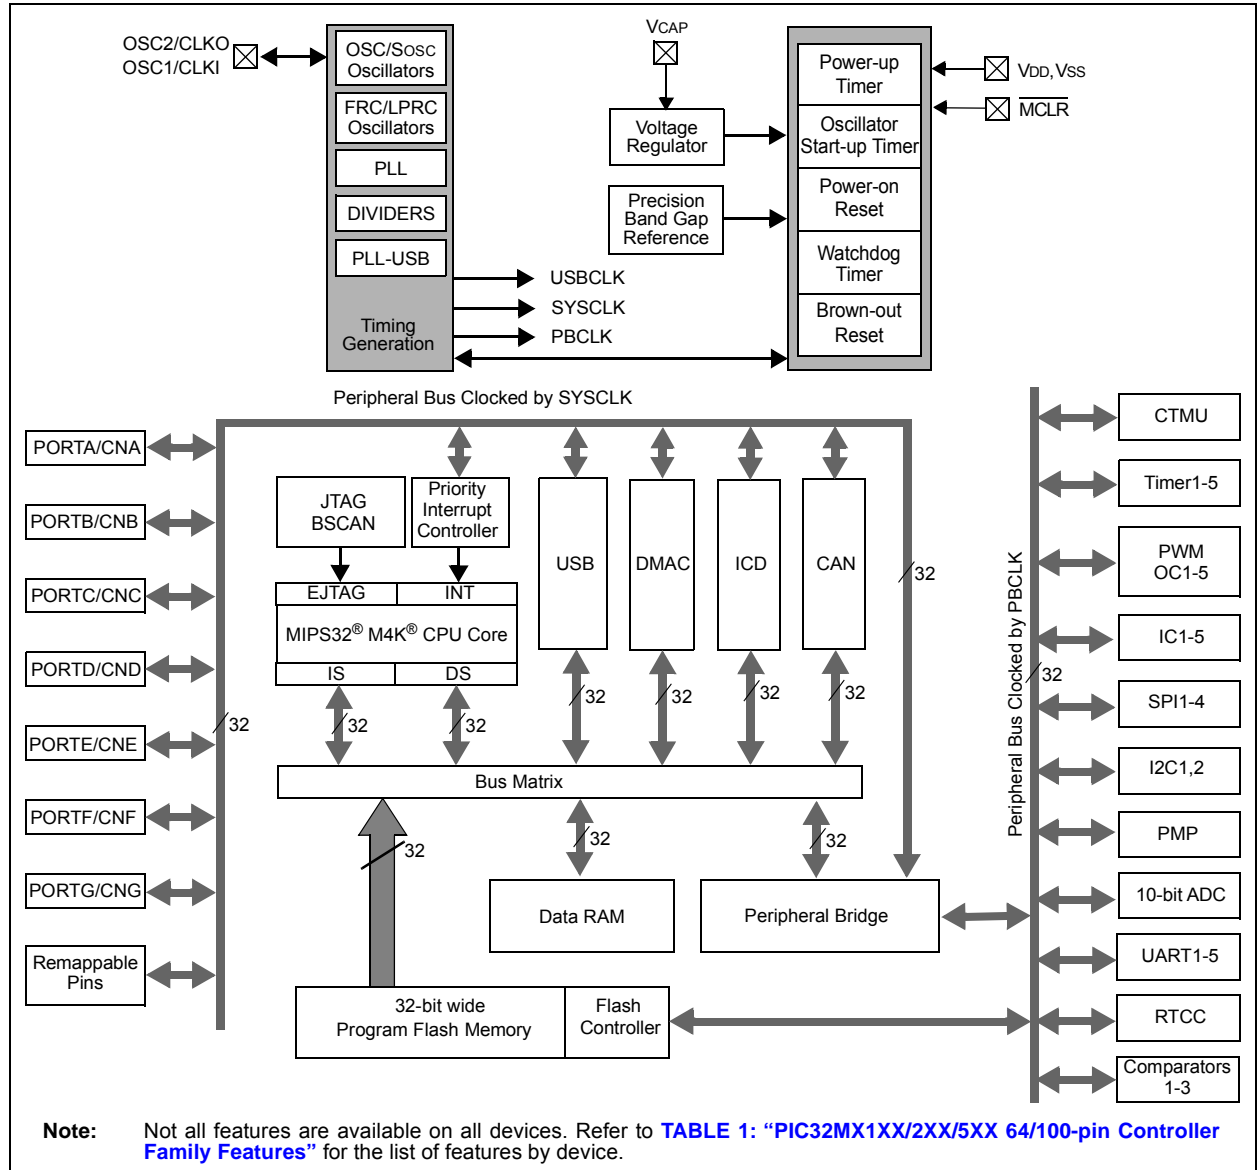 OSC2/CLKO
OSC1/CLKI
OSC/SOSC
Oscillators
FRC/LPRC
Oscillators
PLL
DIVIDERS
PLL-USB
Timing
Generation
USBCLK
SYSCLK
PBCLK
VCAP
Voltage
Regulator
Precision
Band Gap
Reference
Power-up
Timer
Oscillator
Start-up Timer
Power-on
Reset
Watchdog
Timer
Brown-out
Reset
VDD,VSS
MCLR
Peripheral Bus Clocked by SYSCLK
PORTA/CNA
PORTB/CNB
PORTC/CNC
PORTD/CND
PORTE/CNE
PORTF/CNF
PORTG/CNG
Remappable
Pins
32
JTAG
BSCAN
Priority
Interrupt
Controller
EJTAG
INT
MIPS32® M4K® CPU Core
IS
DS
USB
DMAC
ICD
CAN
32
32
32
32
32
32
32
Bus Matrix
32
32
32
Data RAM
Peripheral Bridge
32-bit wide
Program Flash Memory
Flash
Controller
Peripheral Bus Clocked by PBCLK
32
CTMU
Timer1-5
PWM
OC1-5
IC1-5
SPI1-4
I2C1,2
PMP
10-bit ADC
UART1-5
RTCC
Comparators
1-3
Note: Not all features are available on all devices. Refer to TABLE 1: “PIC32MX1XX/2XX/5XX 64/100-pin Controller
Family Features” for the list of features by device.